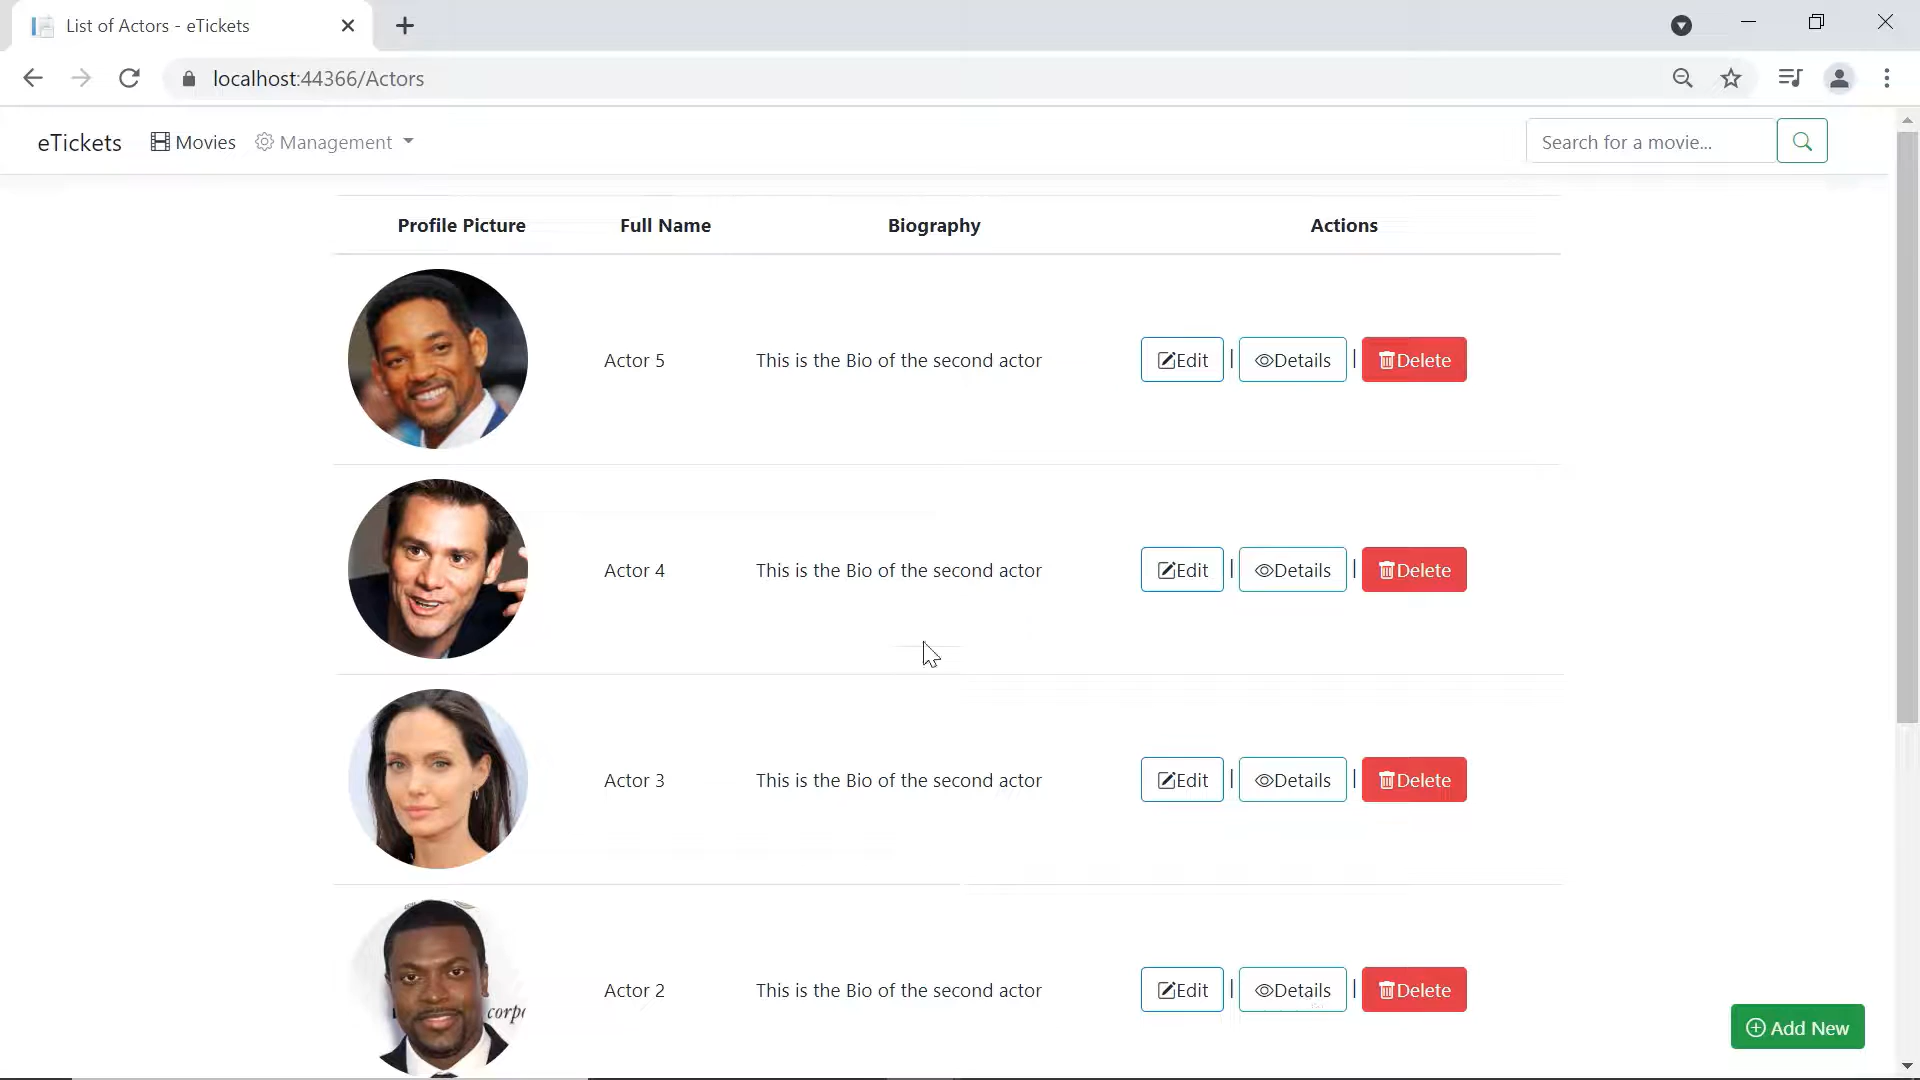 List of Actors - eTickets
localhost:44366/Actors
eTickets Movies Management Search for a movie...
Profile Picture Full Name Biography Actions
Actor 5 This is the Bio of the second actor Edit | Details | Delete
Actor 4 This is the Bio of the second actor Edit | Details | Delete
Actor 3 This is the Bio of the second actor Edit | Details | Delete
Actor 2 This is the Bio of the second actor Edit | Details | Delete
Add New